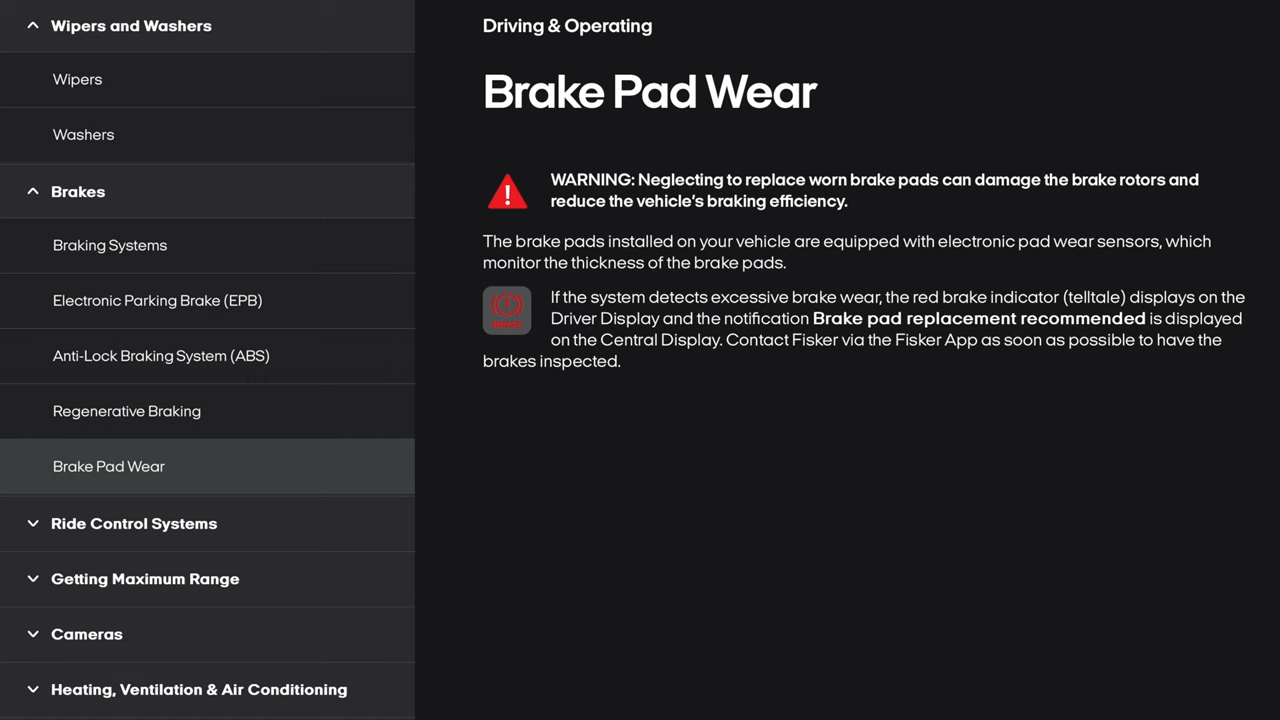 Wipers and Washers
Wipers
Washers
Brakes
Braking Systems
Electronic Parking Brake (EPB)
Anti-Lock Braking System (ABS)
Regenerative Braking
Brake Pad Wear
Ride Control Systems
Getting Maximum Range
Cameras
Heating, Ventilation & Air Conditioning
Driving & Operating
Brake Pad Wear
WARNING: Neglecting to replace worn brake pads can damage the brake rotors and
reduce the vehicle's braking efficiency.
The brake pads installed on your vehicle are equipped with electronic pad wear sensors, which
monitor the thickness of the brake pads.
BRAKE
If the system detects excessive brake wear, the red brake indicator (telltale) displays on the
Driver Display and the notification Brake pad replacement recommended is displayed
on the Central Display. Contact Fisker via the Fisker App as soon as possible to have the
brakes inspected.